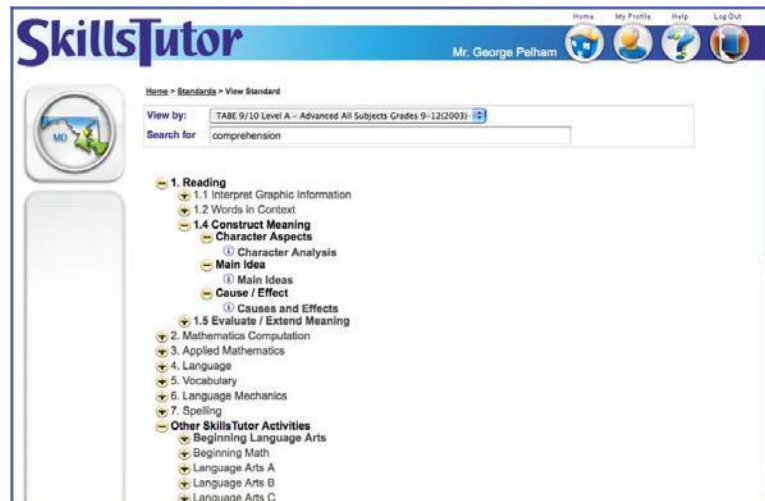 Home My Profile Help Log Out
SkillsTutor
Mr. George Pelham
Home > Standards > View Standard
MD
View by: TABE 9/10 Level A - Advanced All Subjects Grades 9-12(2003)
Search for comprehension
1. Reading
1.1 Interpret Graphic Information
1.2 Words in Context
1.4 Construct Meaning
Character Aspects
Character Analysis
Main Idea
Main Ideas
Cause / Effect
Causes and Effects
1.5 Evaluate / Extend Meaning
2. Mathematics Computation
3. Applied Mathematics
4. Language
5. Vocabulary
6. Language Mechanics
7. Spelling
Other SkillsTutor Activities
Beginning Language Arts
Beginning Math
Language Arts A
Language Arts B
Language Arts C